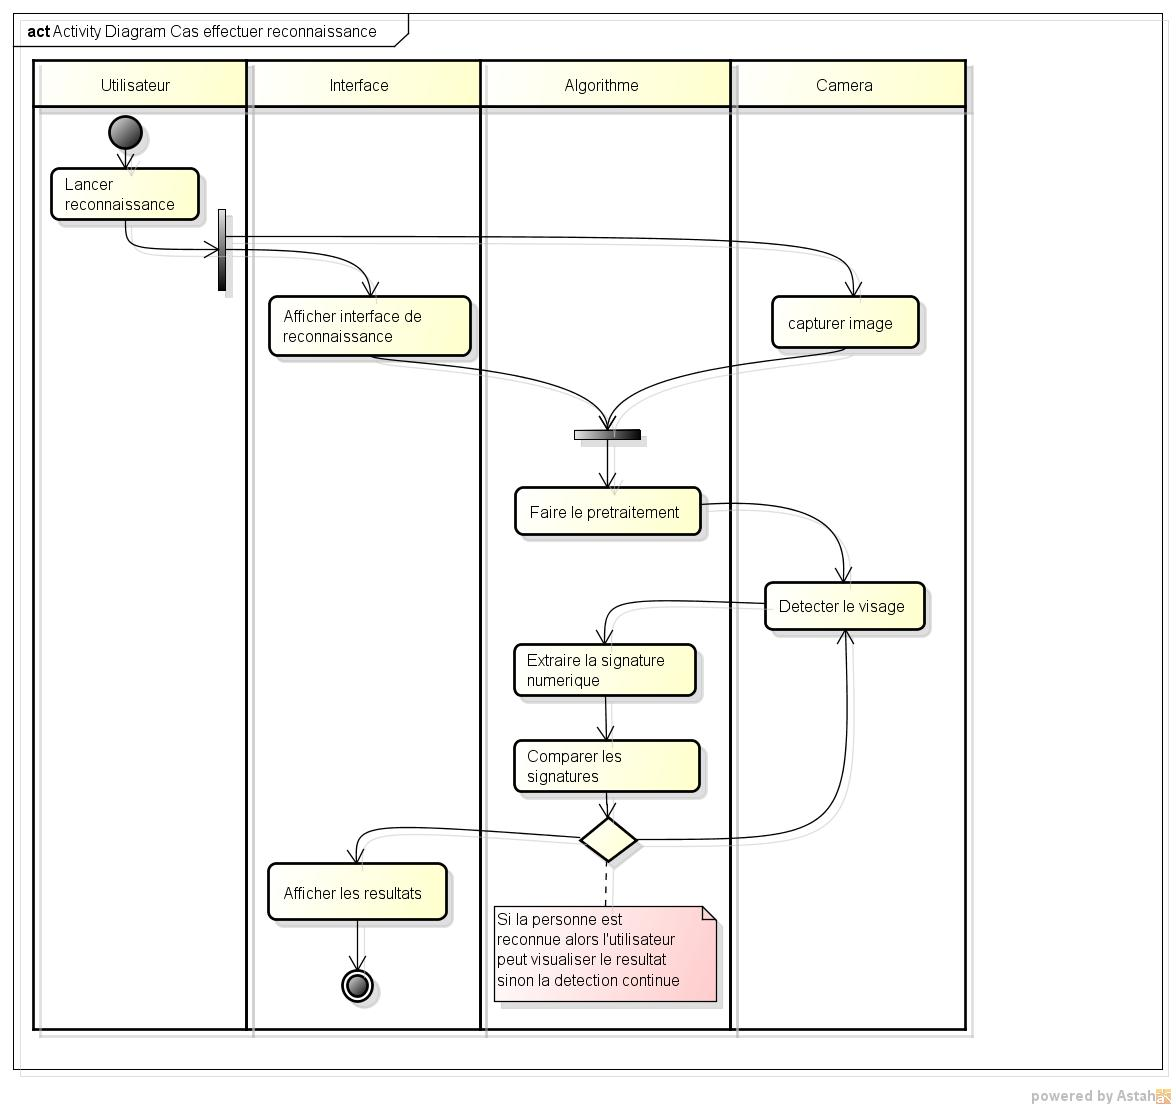 act Activity Diagram Cas effectuer reconnaissance
Utilisateur
Interface
Algorithme
Camera
Lancer
reconnaissance
Afficher interface de
reconnaissance
capturer image
Faire le pretraitement
Detecter le visage
Extraire la signature
numerique
Comparer les
signatures
Afficher les resultats
Si la personne est
reconnue alors l'utilisateur
peut visualiser le resultat
sinon la detection continue
powered by Astah